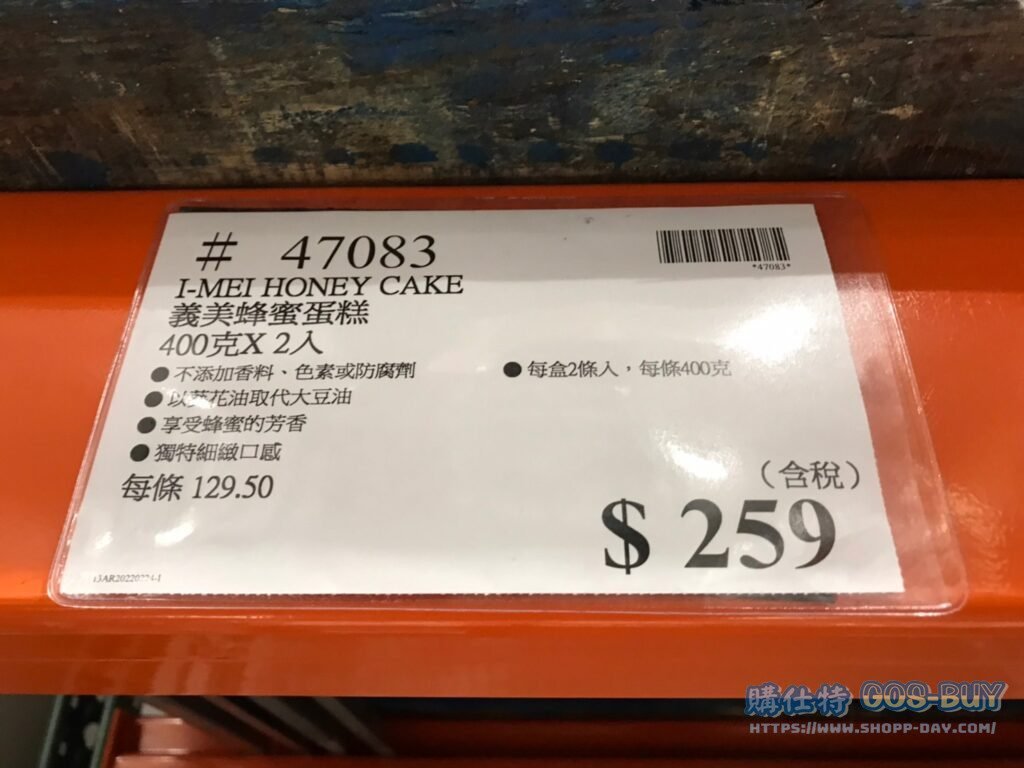 # 47083
*47083*
I-MEI HONEY CAKE
義美蜂蜜蛋糕
400克X 2入
●不添加香料、色素或防腐劑
●以葵花油取代大豆油
●享受蜂蜜的芳香
●獨特細緻口感
●每盒2條入，每條400克
每條 129.50
（含稅）
$ 259
購仕特 GOS-BUY
HTTPS://WWW.SHOPP-DAY.COM/